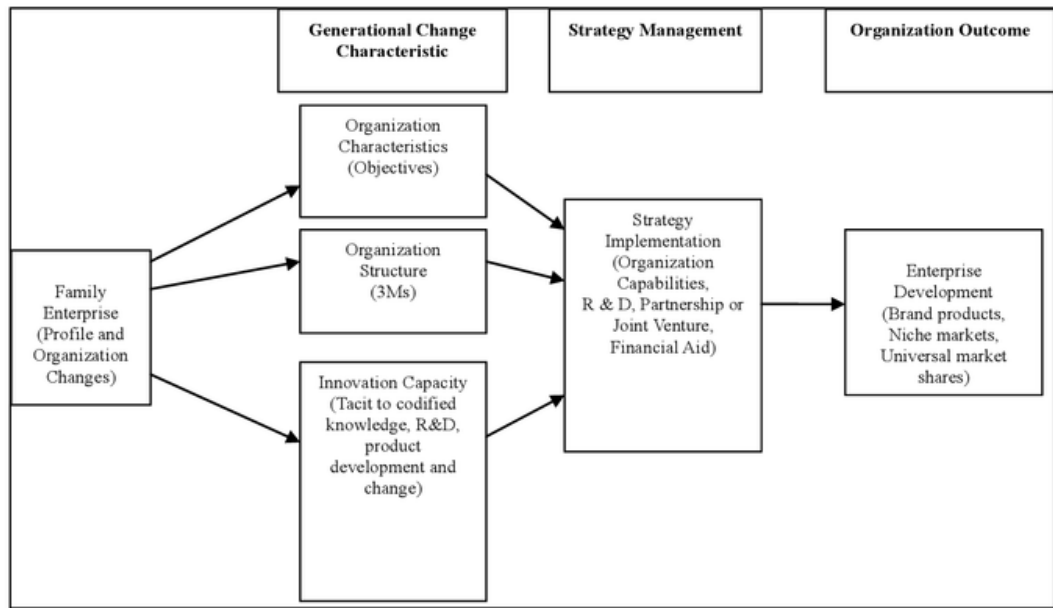 Generational Change
Characteristic
Strategy Management
Organization Outcome
Organization
Characteristics
(Objectives)
Organization
Structure
(3Ms)
Family
Enterprise
(Profile and
Organization
Changes)
Innovation Capacity
(Tacit to codified
knowledge, R&D,
product
development and
change)
Strategy
Implementation
(Organization
Capabilities,
R & D, Partnership or
Joint Venture,
Financial Aid)
Enterprise
Development
(Brand products,
Niche markets,
Universal market
shares)